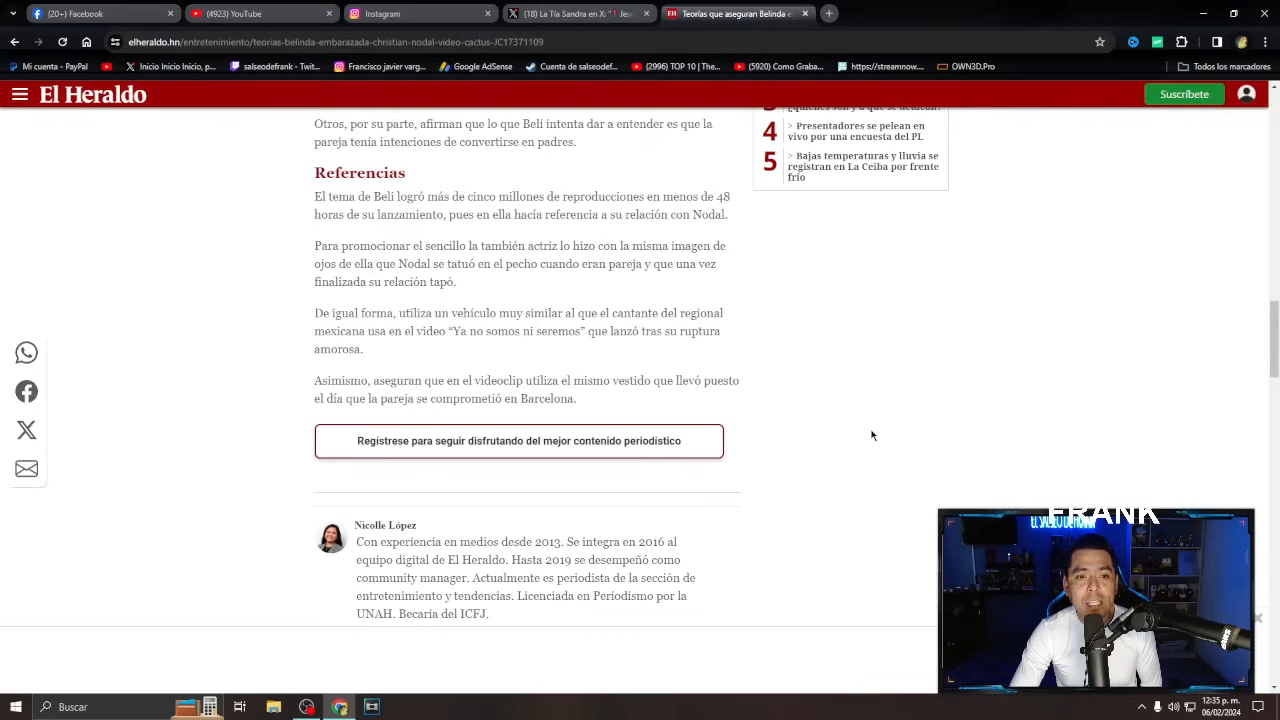 (20+) Facebook
(4923) YouTube
Instagram
(18) La Tía Sandra en X: "
Teorías que aseguran Belinda e
elheraldo.hn/entretenimiento/teorias-belinda-embarazada-christian-nodal-video-cactus-JC17371109
Mi cuenta - PayPal
Inicio Inicio Inicio, p...
salseodefrank - Twit...
Francisco javier varg...
Google AdSense
Cuenta de salseodef...
(2996) TOP 10 | The...
(5920) Como Graba...
https://streamnow....
OWN3D.Pro
Todos los marcadores
El Heraldo
Suscríbete
¿quiénes son y a qué se dedican?
4 > Presentadores se pelean en
vivo por una encuesta del PL
5 > Bajas temperaturas y lluvia se
registran en La Ceiba por frente
frío
Otros, por su parte, afirman que lo que Beli intenta dar a entender es que la
pareja tenía intenciones de convertirse en padres.
Referencias
El tema de Beli logró más de cinco millones de reproducciones en menos de 48
horas de su lanzamiento, pues en ella hacía referencia a su relación con Nodal.
Para promocionar el sencillo la también actriz lo hizo con la misma imagen de
ojos de ella que Nodal se tatuó en el pecho cuando eran pareja y que una vez
finalizada su relación tapó.
De igual forma, utiliza un vehículo muy similar al que el cantante del regional
mexicana usa en el video “Ya no somos ni seremos” que lanzó tras su ruptura
amorosa.
Asimismo, aseguran que en el videoclip utiliza el mismo vestido que llevó puesto
el día que la pareja se comprometió en Barcelona.
Regístrese para seguir disfrutando del mejor contenido periodístico
Nicolle López
Con experiencia en medios desde 2013. Se integra en 2016 al
equipo digital de El Heraldo. Hasta 2019 se desempeñó como
community manager. Actualmente es periodista de la sección de
entretenimiento y tendencias. Licenciada en Periodismo por la
UNAH. Becaria del ICFJ.
FRANK
Buscar
12:35 p. m.
06/02/2024